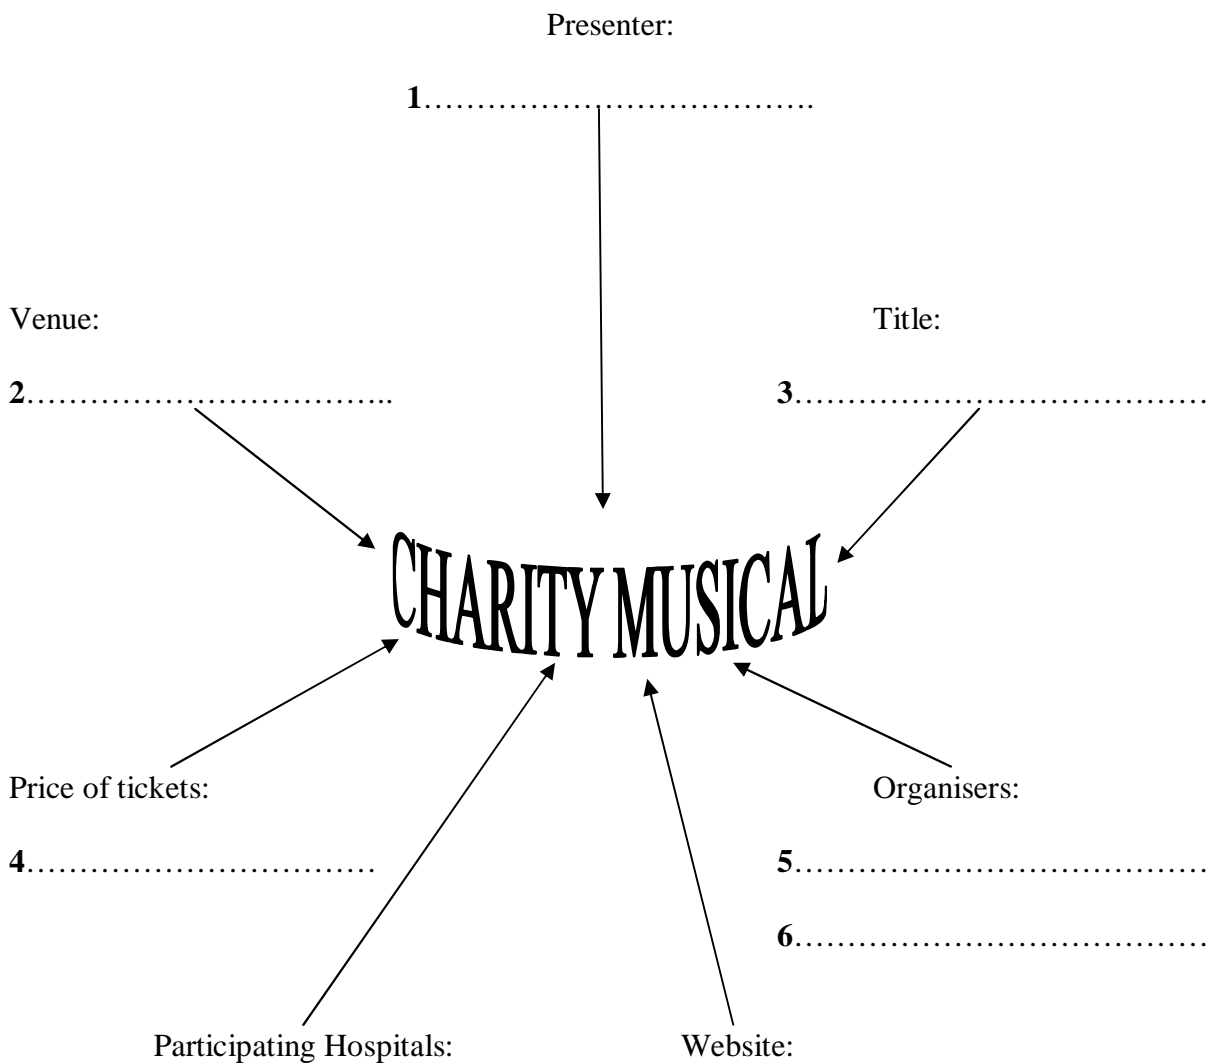 Presenter:
1……………………………….
Venue:
Title:
2……………………………..
3…………………………………
CHARITY MUSICAL
Price of tickets:
Organisers:
4……………………………
5…………………………………
6…………………………………
Participating Hospitals:
Website: